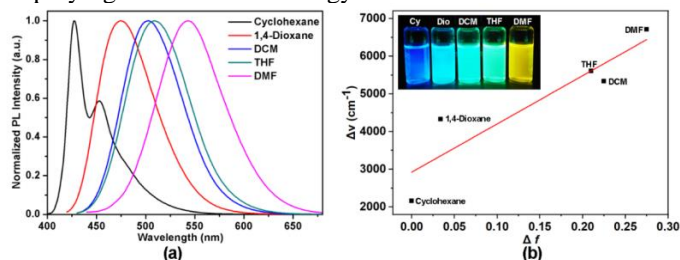 Cyclohexane
1,4-Dioxane
DCM
THF
DMF
Normalized PL Intensity (a.u.)
1.0
0.8
0.6
0.4
0.2
0.0
400 450 500 550 600 650
Wavelength (nm)
(a)
Cy Dio DCM THF DMF
DMF
THF
DCM
1,4-Dioxane
Cyclohexane
Δν (cm⁻¹)
7000
6000
5000
4000
3000
2000
0.00 0.05 0.10 0.15 0.20 0.25 0.30
Δ f
(b)